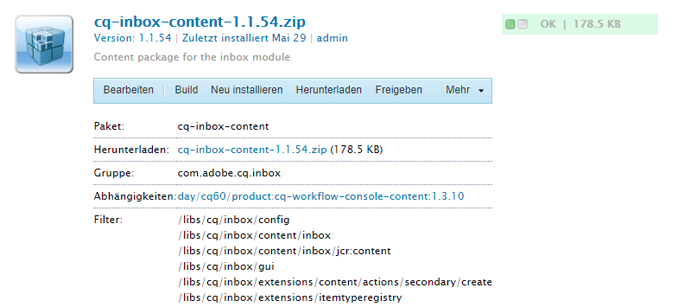 cq-inbox-content-1.1.54.zip
OK | 178.5 KB
Version: 1.1.54 | Zuletzt installiert Mai 29 | admin
Content package for the inbox module
Bearbeiten Build Neu installieren Herunterladen Freigeben Mehr
Paket: cq-inbox-content
Herunterladen: cq-inbox-content-1.1.54.zip (178.5 KB)
Gruppe: com.adobe.cq.inbox
Abhängigkeiten: day/cq60/product:cq-workflow-console-content:1.3.10
Filter: /libs/cq/inbox/config
/libs/cq/inbox/content/inbox
/libs/cq/inbox/content/inbox/jcr:content
/libs/cq/inbox/gui
/libs/cq/inbox/extensions/content/actions/secondary/create
/libs/cq/inbox/extensions/itemtyperegistry